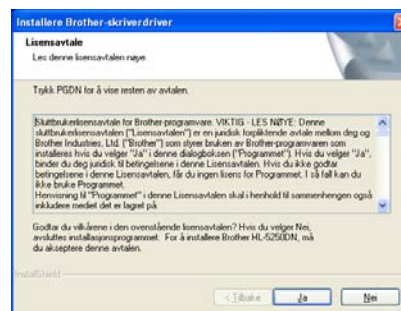 Installere Brother-skriverdriver
Lisensavtale
Les denne lisensavtalen nøye.
Trykk PGDN for å vise resten av avtalen.
Sluttbrukerlisensavtale for Brother-programvare. VIKTIG - LES NØYE: Denne
sluttbrukerlisensavtalen ("Lisensavtalen") er en juridisk forpliktende avtale mellom deg og
Brother Industries, Ltd. ("Brother") som styrer bruken av Brother-programvaren som
installeres hvis du velger "Ja" i denne dialogboksen ("Programmet"). Hvis du velger "Ja",
binder du deg juridisk til betingelsene i denne Lisensavtalen. Hvis du ikke godtar
betingelsene i denne Lisensavtalen, får du ingen lisens for Programmet. I så fall kan du
ikke bruke Programmet.
Henvisning til "Programmet" i denne Lisensavtalen skal i henhold til sammenhengen også
inkludere mediet det er lagret på.
Godtar du vilkårene i den ovenstående lisensavtalen? Hvis du velger Nei,
avsluttes installasjonsprogrammet. For å installere Brother HL-5250DN, må
du akseptere denne avtalen.
InstallShield
< Tilbake Ja Nei